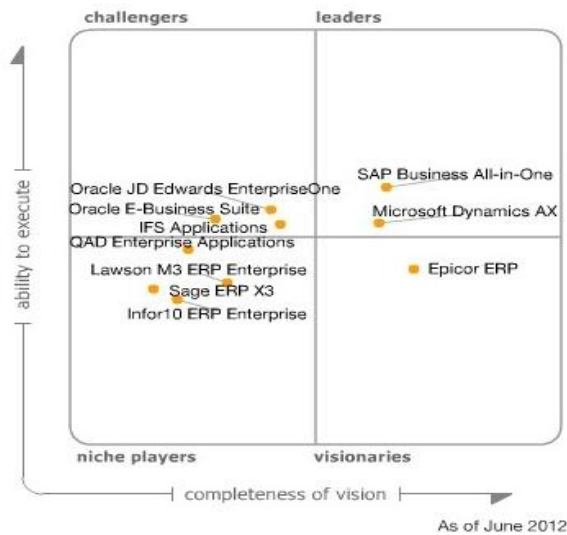 challengers
leaders
SAP Business All-in-One
Oracle JD Edwards EnterpriseOne
Oracle E-Business Suite
Microsoft Dynamics AX
IFS Applications
QAD Enterprise Applications
Lawson M3 ERP Enterprise
Epicor ERP
Sage ERP X3
Infor10 ERP Enterprise
ability to execute
niche players
visionaries
completeness of vision
As of June 2012